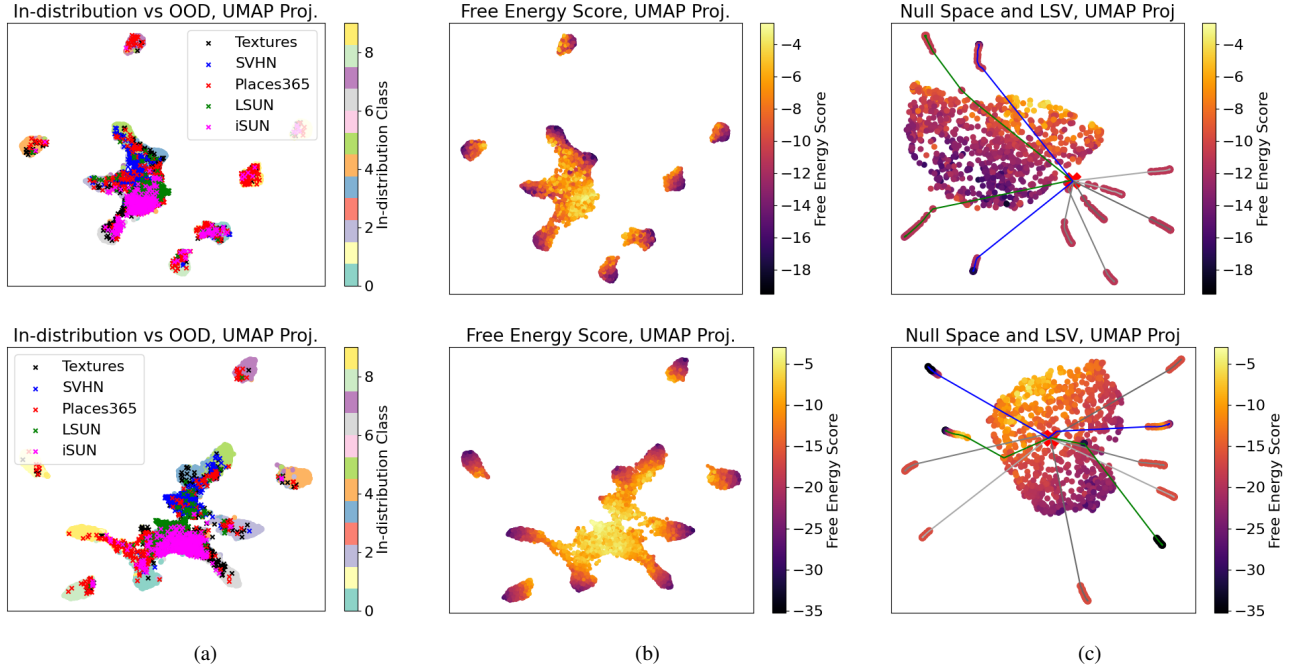 In-distribution vs OOD, UMAP Proj.
Textures
SVHN
Places365
LSUN
iSUN
8
6
4
2
0
In-distribution Class
Free Energy Score, UMAP Proj.
−4
−6
−8
−10
−12
−14
−16
−18
Free Energy Score
Null Space and LSV, UMAP Proj
−4
−6
−8
−10
−12
−14
−16
−18
Free Energy Score
In-distribution vs OOD, UMAP Proj.
Textures
SVHN
Places365
LSUN
iSUN
8
6
4
2
0
In-distribution Class
Free Energy Score, UMAP Proj.
−5
−10
−15
−20
−25
−30
−35
Free Energy Score
Null Space and LSV, UMAP Proj
−5
−10
−15
−20
−25
−30
−35
Free Energy Score
(a)
(b)
(c)